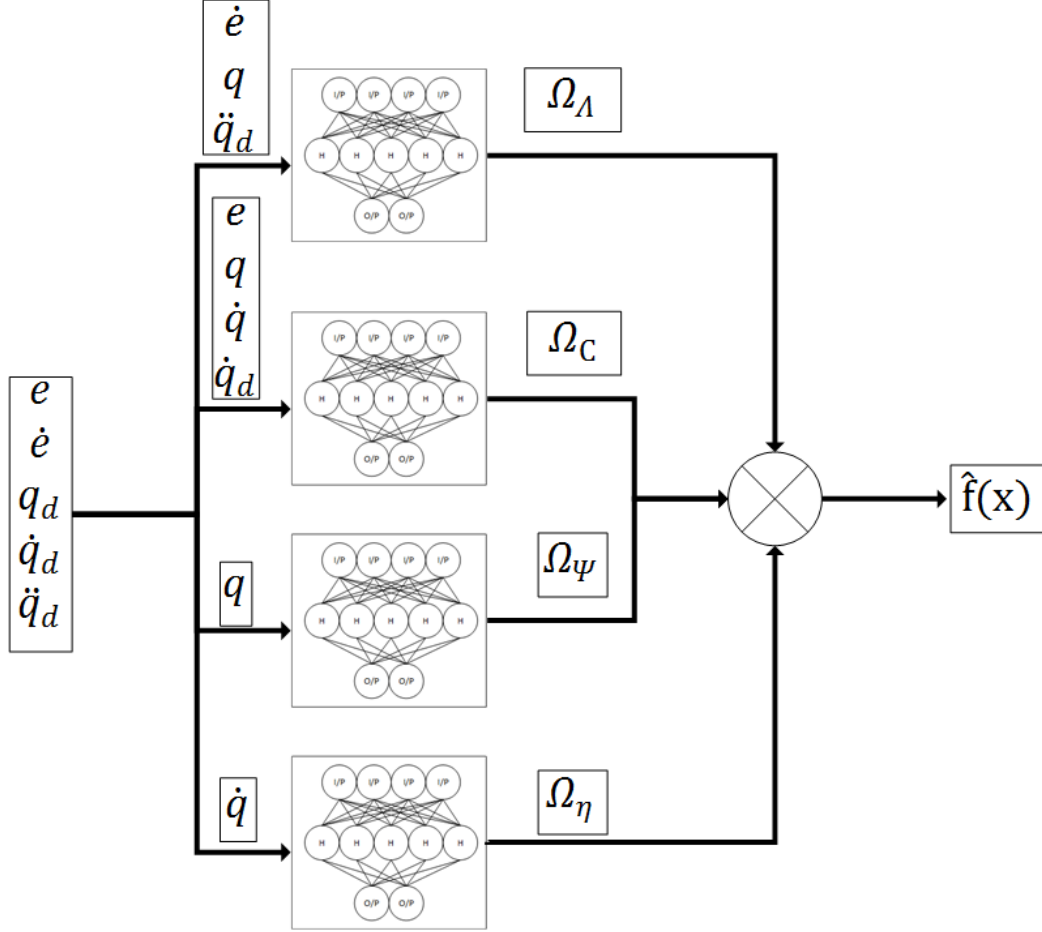 ė
q
q̈_d
I/P I/P I/P I/P
H H H H H
O/P O/P
Ω_Λ
e
q
q̇
q̇_d
I/P I/P I/P I/P
H H H H H
O/P O/P
Ω_C
e
ė
q_d
q̇_d
q̈_d
f̂(x)
q
I/P I/P I/P I/P
H H H H H
O/P O/P
Ω_Ψ
q̇
I/P I/P I/P I/P
H H H H H
O/P O/P
Ω_η